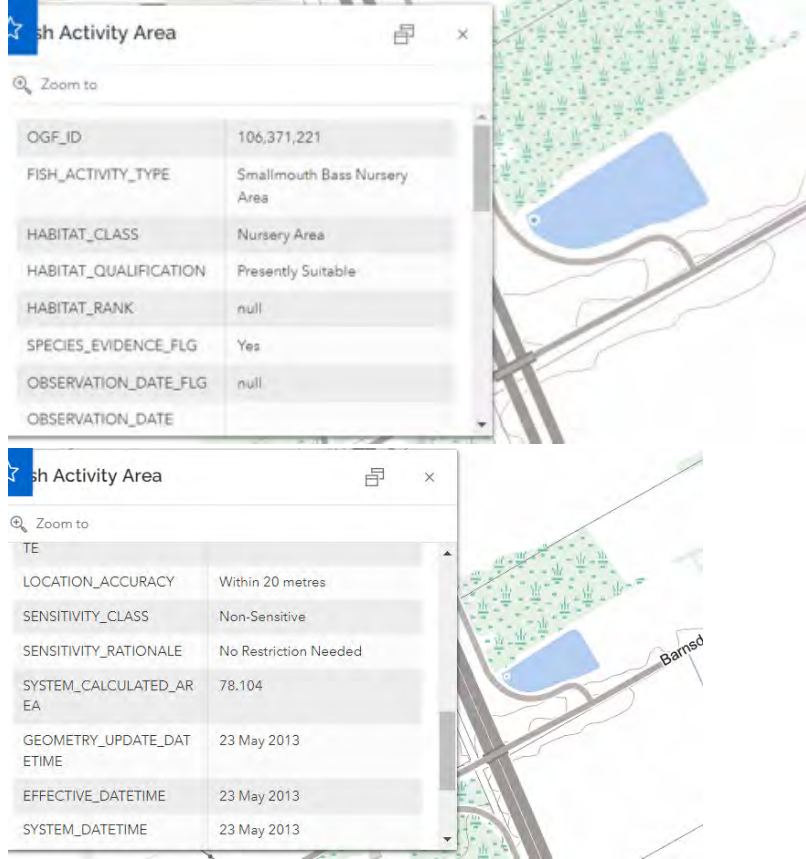 sh Activity Area
Zoom to
OGF_ID 106,371,221
FISH_ACTIVITY_TYPE Smallmouth Bass Nursery
Area
HABITAT_CLASS Nursery Area
HABITAT_QUALIFICATION Presently Suitable
HABITAT_RANK null
SPECIES_EVIDENCE_FLG Yes
OBSERVATION_DATE_FLG null
OBSERVATION_DATE
sh Activity Area
Zoom to
TE
LOCATION_ACCURACY Within 20 metres
SENSITIVITY_CLASS Non-Sensitive
SENSITIVITY_RATIONALE No Restriction Needed
SYSTEM_CALCULATED_AR 78.104
EA
GEOMETRY_UPDATE_DAT 23 May 2013
ETIME
EFFECTIVE_DATETIME 23 May 2013
SYSTEM_DATETIME 23 May 2013
Barnsd